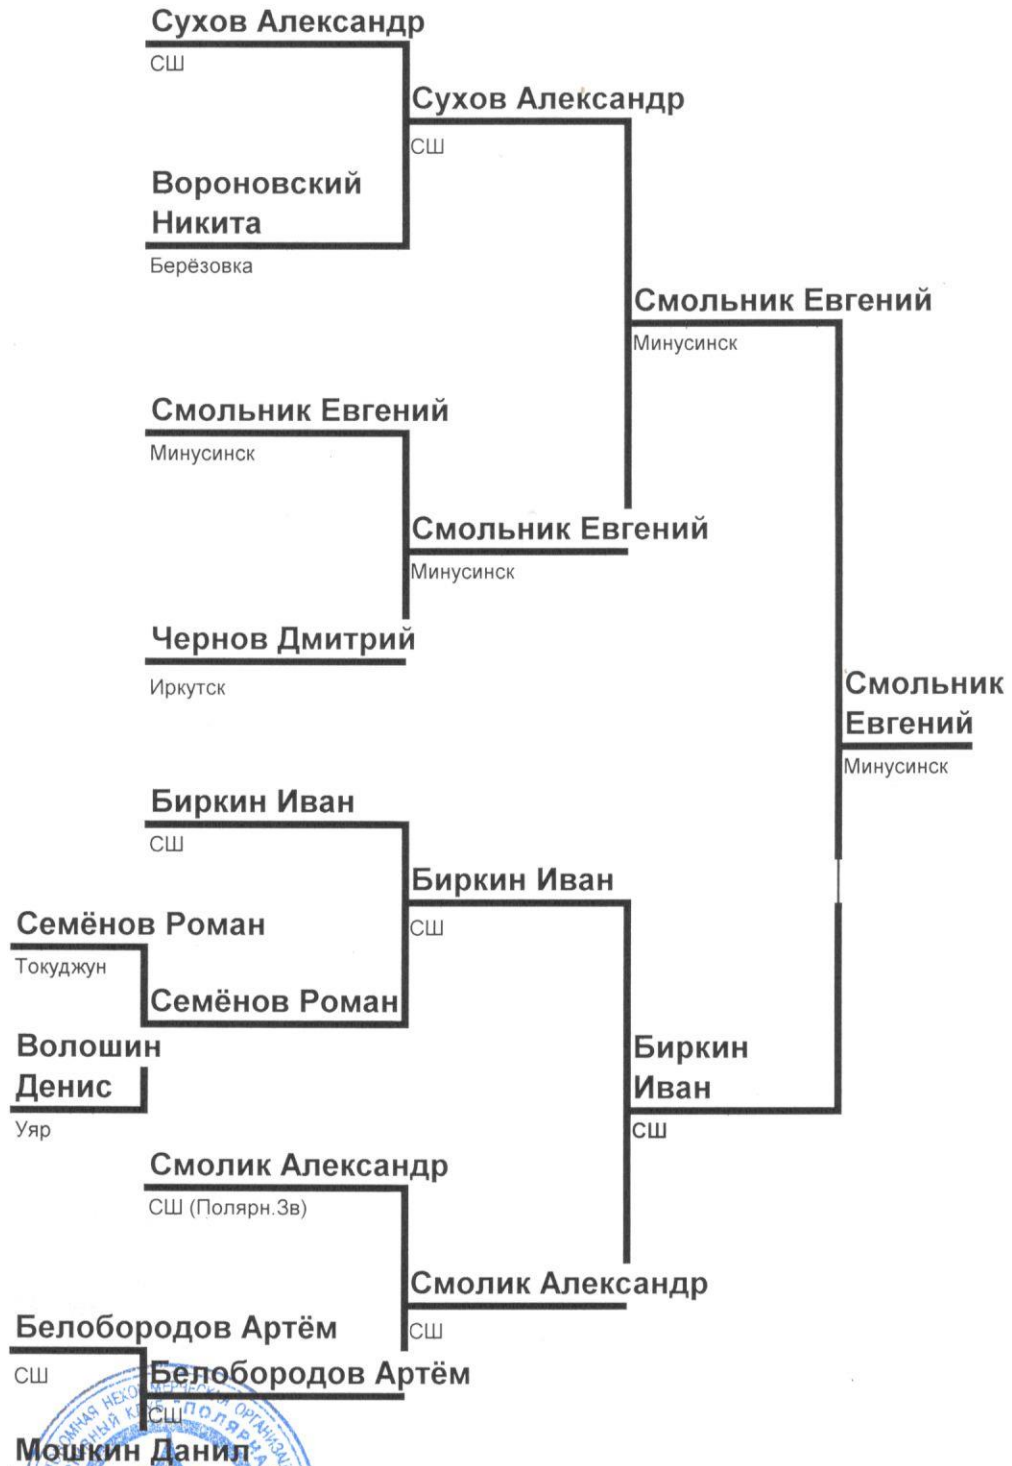 Сухов Александр
СШ
Сухов Александр
СШ
Вороновский
Никита
Берёзовка
Смольник Евгений
Минусинск
Смольник Евгений
Минусинск
Смольник Евгений
Минусинск
Чернов Дмитрий
Иркутск
Смольник
Евгений
Минусинск
Биркин Иван
СШ
Биркин Иван
СШ
Семёнов Роман
Токуджун
Семёнов Роман
Волошин
Денис
Уяр
Биркин
Иван
СШ
Смолик Александр
СШ (Полярн.Зв)
Смолик Александр
СШ
Белобородов Артём
СШ
Белобородов Артём
СШ
Мошкин Данил